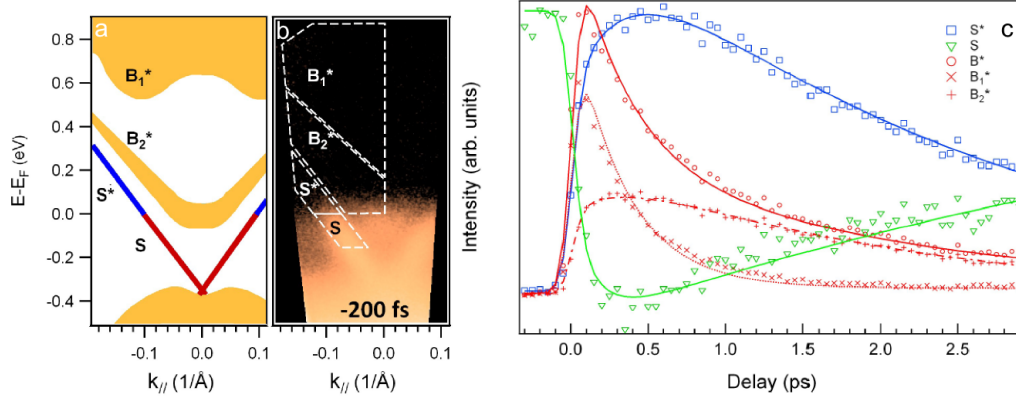 a
B₁*
B₂*
S*
S
E-E_F (eV)
0.8
0.6
0.4
0.2
0.0
-0.2
-0.4
-0.1
0.0
0.1
k// (1/Å)
b
B₁*
B₂*
S*
S
-200 fs
-0.1
0.0
0.1
k// (1/Å)
c
Intensity (arb. units)
S*
S
B*
B₁*
B₂*
0.0
0.5
1.0
1.5
2.0
2.5
Delay (ps)